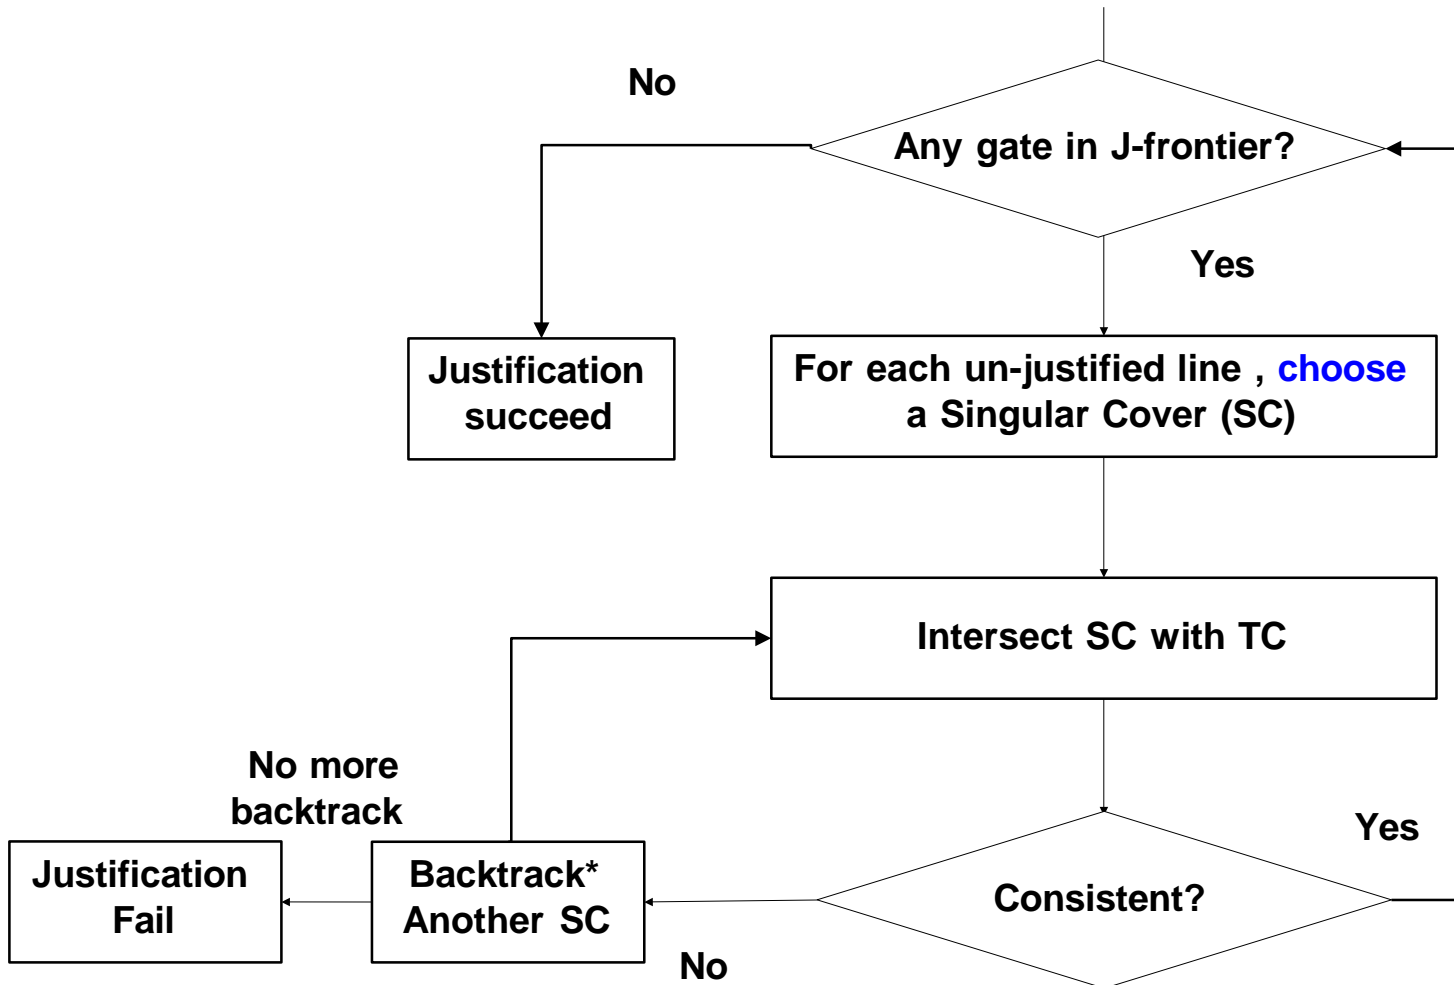 No
Any gate in J-frontier?
Yes
Justification
succeed
For each un-justified line , choose
a Singular Cover (SC)
Intersect SC with TC
No more
backtrack
Yes
Justification
Fail
Backtrack*
Another SC
Consistent?
No